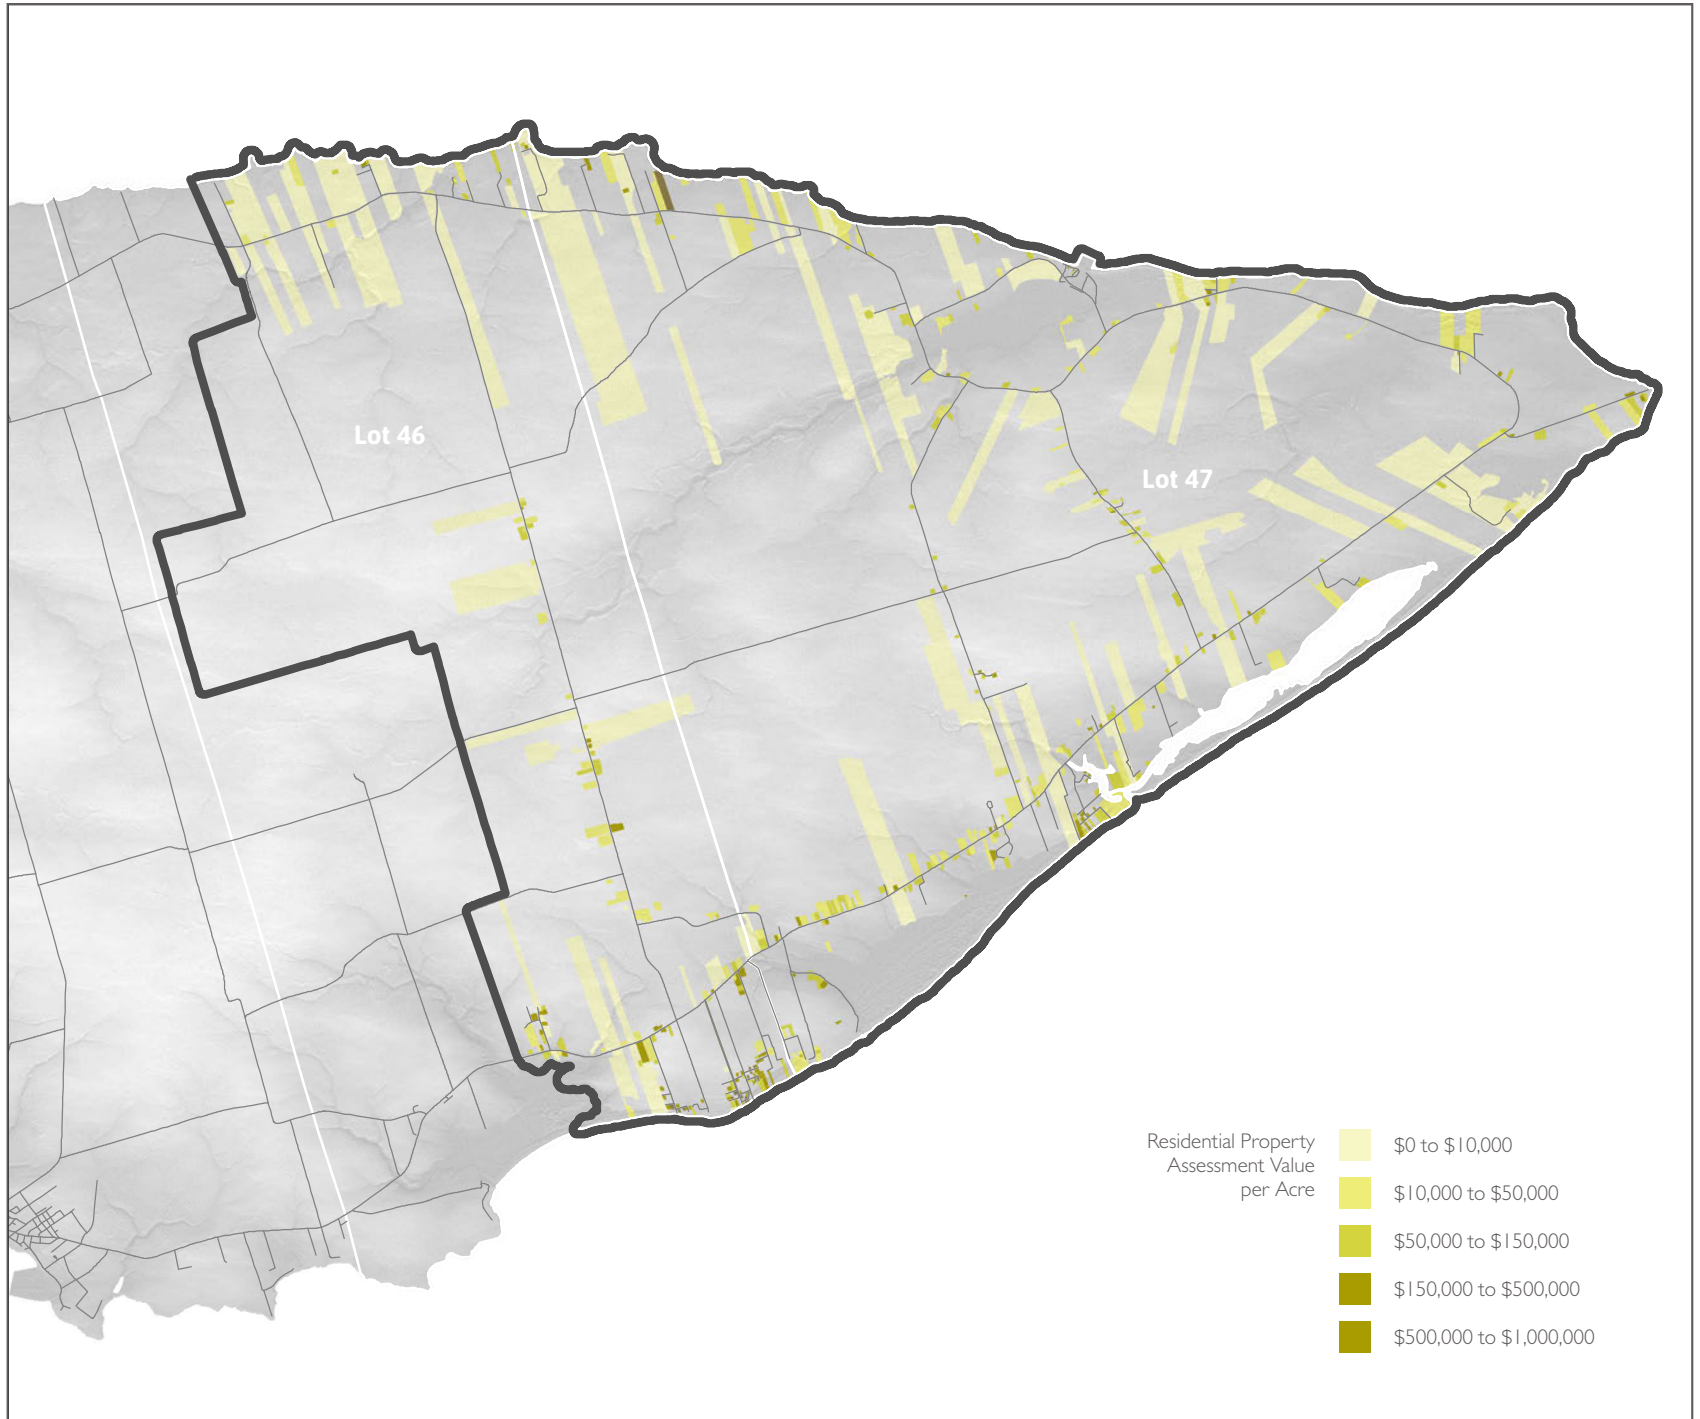 Lot 46
Lot 47
Residential Property
Assessment Value
per Acre
$0 to $10,000
$10,000 to $50,000
$50,000 to $150,000
$150,000 to $500,000
$500,000 to $1,000,000